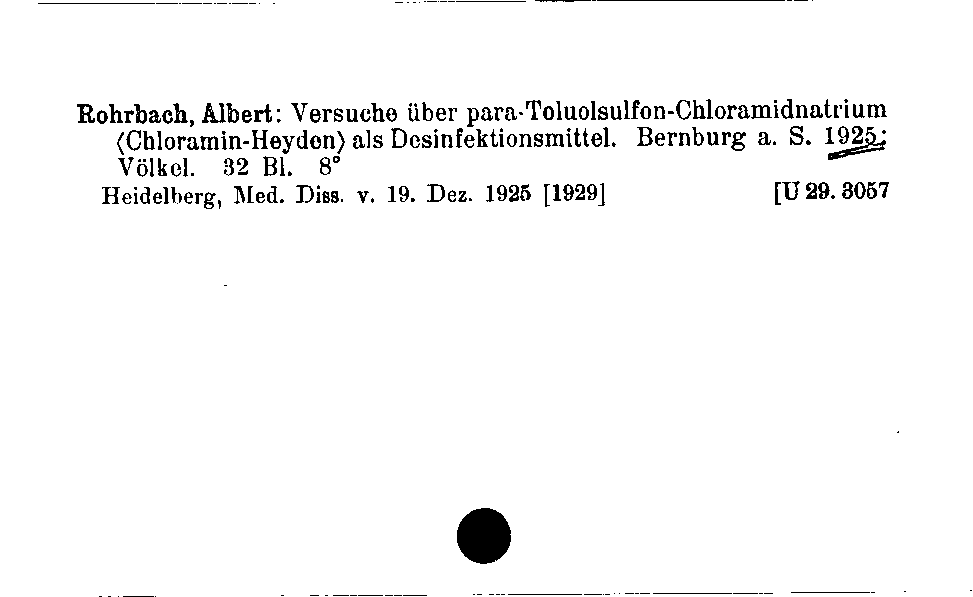 Rohrbach, Albert: Versuche über para-Toluolsulfon-Chloramidnatrium
⟨Chloramin-Heyden⟩ als Desinfektionsmittel. Bernburg a. S. 1925;
Völkel. 32 Bl. 8°
Heidelberg, Med. Diss. v. 19. Dez. 1925 [1929] [U 29. 3057